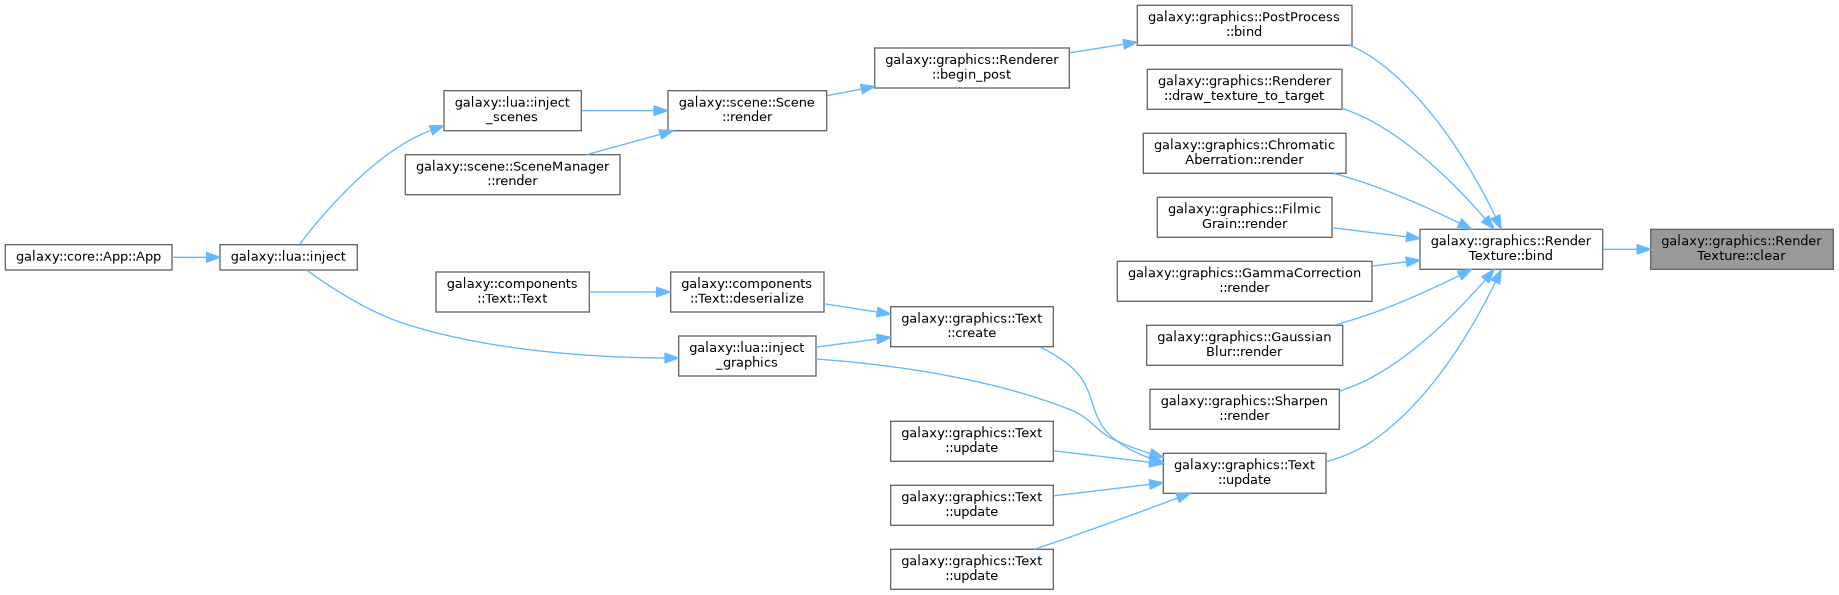 galaxy::graphics::PostProcess
::bind
galaxy::graphics::Renderer
::begin_post
galaxy::graphics::Renderer
::draw_texture_to_target
galaxy::lua::inject
_scenes
galaxy::scene::Scene
::render
galaxy::graphics::Chromatic
Aberration::render
galaxy::scene::SceneManager
::render
galaxy::graphics::Filmic
Grain::render
galaxy::core::App::App
galaxy::lua::inject
galaxy::graphics::Render
Texture::bind
galaxy::graphics::Render
Texture::clear
galaxy::graphics::GammaCorrection
::render
galaxy::components
::Text::Text
galaxy::components
::Text::deserialize
galaxy::graphics::Text
::create
galaxy::graphics::Gaussian
Blur::render
galaxy::lua::inject
_graphics
galaxy::graphics::Sharpen
::render
galaxy::graphics::Text
::update
galaxy::graphics::Text
::update
galaxy::graphics::Text
::update
galaxy::graphics::Text
::update